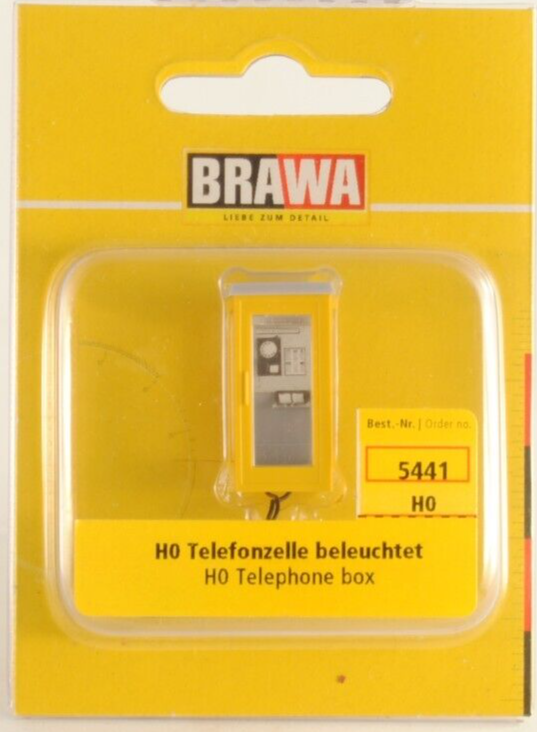 BRAWA
LIEBE ZUM DETAIL
Best.-Nr. | Order no.
5441
H0
H0 Telefonzelle beleuchtet
H0 Telephone box